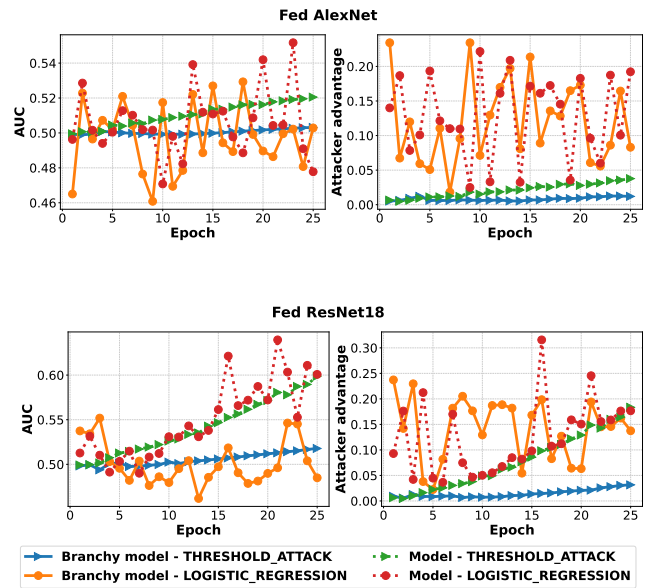 Fed AlexNet
AUC
0.54
0.52
0.50
0.48
0.46
0 5 10 15 20 25
Epoch
Attacker advantage
0.20
0.15
0.10
0.05
0.00
0 5 10 15 20 25
Epoch
Fed ResNet18
AUC
0.60
0.55
0.50
0 5 10 15 20 25
Epoch
Attacker advantage
0.30
0.25
0.20
0.15
0.10
0.05
0.00
0 5 10 15 20 25
Epoch
Branchy model - THRESHOLD_ATTACK
Branchy model - LOGISTIC_REGRESSION
Model - THRESHOLD_ATTACK
Model - LOGISTIC_REGRESSION